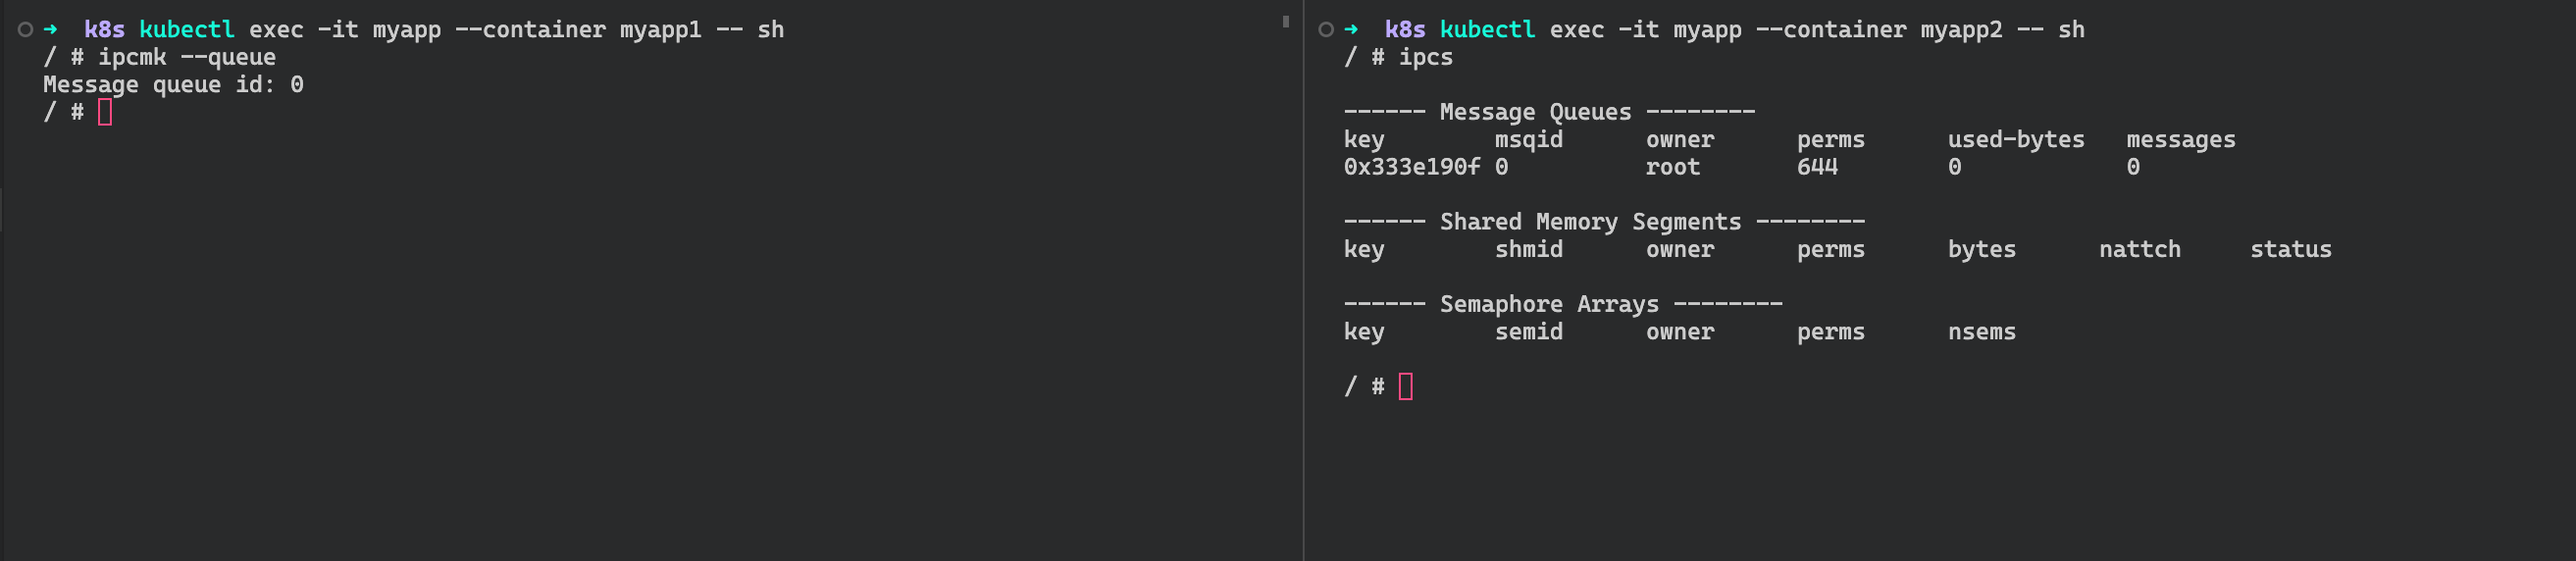 ➜  k8s kubectl exec -it myapp --container myapp1 -- sh
/ # ipcmk --queue
Message queue id: 0
/ #
➜  k8s kubectl exec -it myapp --container myapp2 -- sh
/ # ipcs
------ Message Queues --------
key        msqid      owner      perms      used-bytes   messages
0x333e190f 0          root       644        0            0
------ Shared Memory Segments --------
key        shmid      owner      perms      bytes      nattch     status
------ Semaphore Arrays --------
key        semid      owner      perms      nsems
/ #